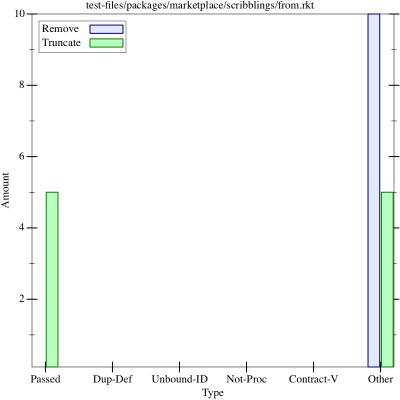 test-files/packages/marketplace/scribblings/from.rkt
10
Remove
Truncate
8
6
4
2
Amount
Passed Dup-Def Unbound-ID Not-Proc Contract-V Other
Type